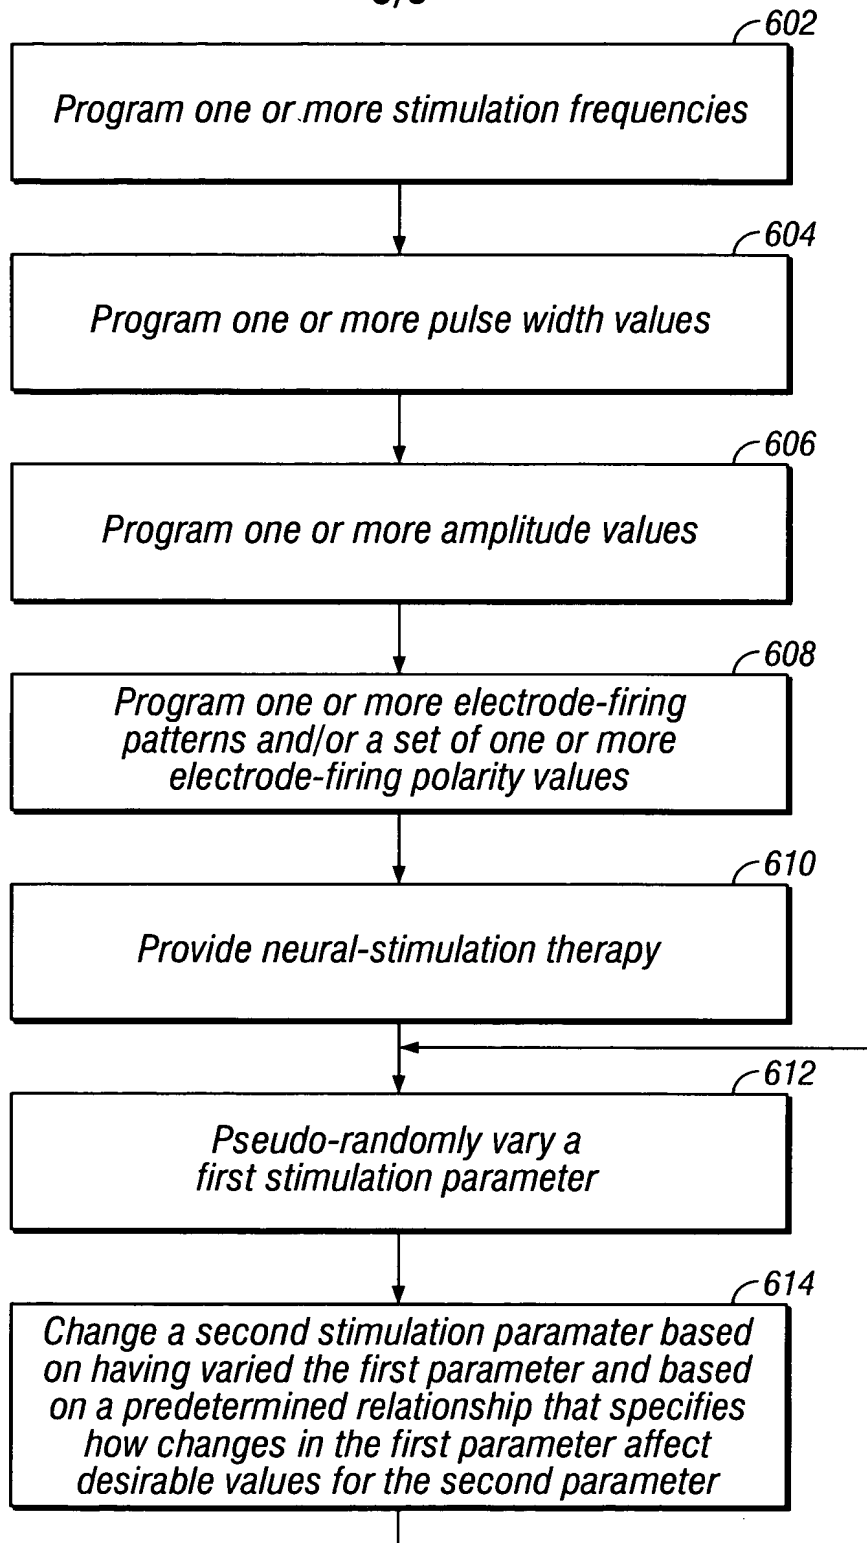 602
Program one or more stimulation frequencies
604
Program one or more pulse width values
606
Program one or more amplitude values
608
Program one or more electrode-firing
patterns and/or a set of one or more
electrode-firing polarity values
610
Provide neural-stimulation therapy
612
Pseudo-randomly vary a
first stimulation parameter
614
Change a second stimulation paramater based
on having varied the first parameter and based
on a predetermined relationship that specifies
how changes in the first parameter affect
desirable values for the second parameter